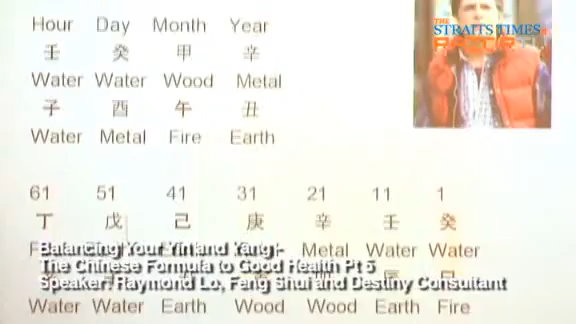 THE
STRAITS TIMES
RAZOR
Hour Day Month Year
壬 癸 甲 辛
Water Water Wood Metal
子 酉 午 丑
Water Metal Fire Earth
61 51 41 31 21 11 1
丁 戊 己 庚 辛 壬 癸
Metal Water Water
Balancing Your Yin and Yang -
The Chinese Formula to Good Health Pt 5
Speaker: Raymond Lo, Feng Shui and Destiny Consultant
Water Water Earth Wood Wood Earth Fire